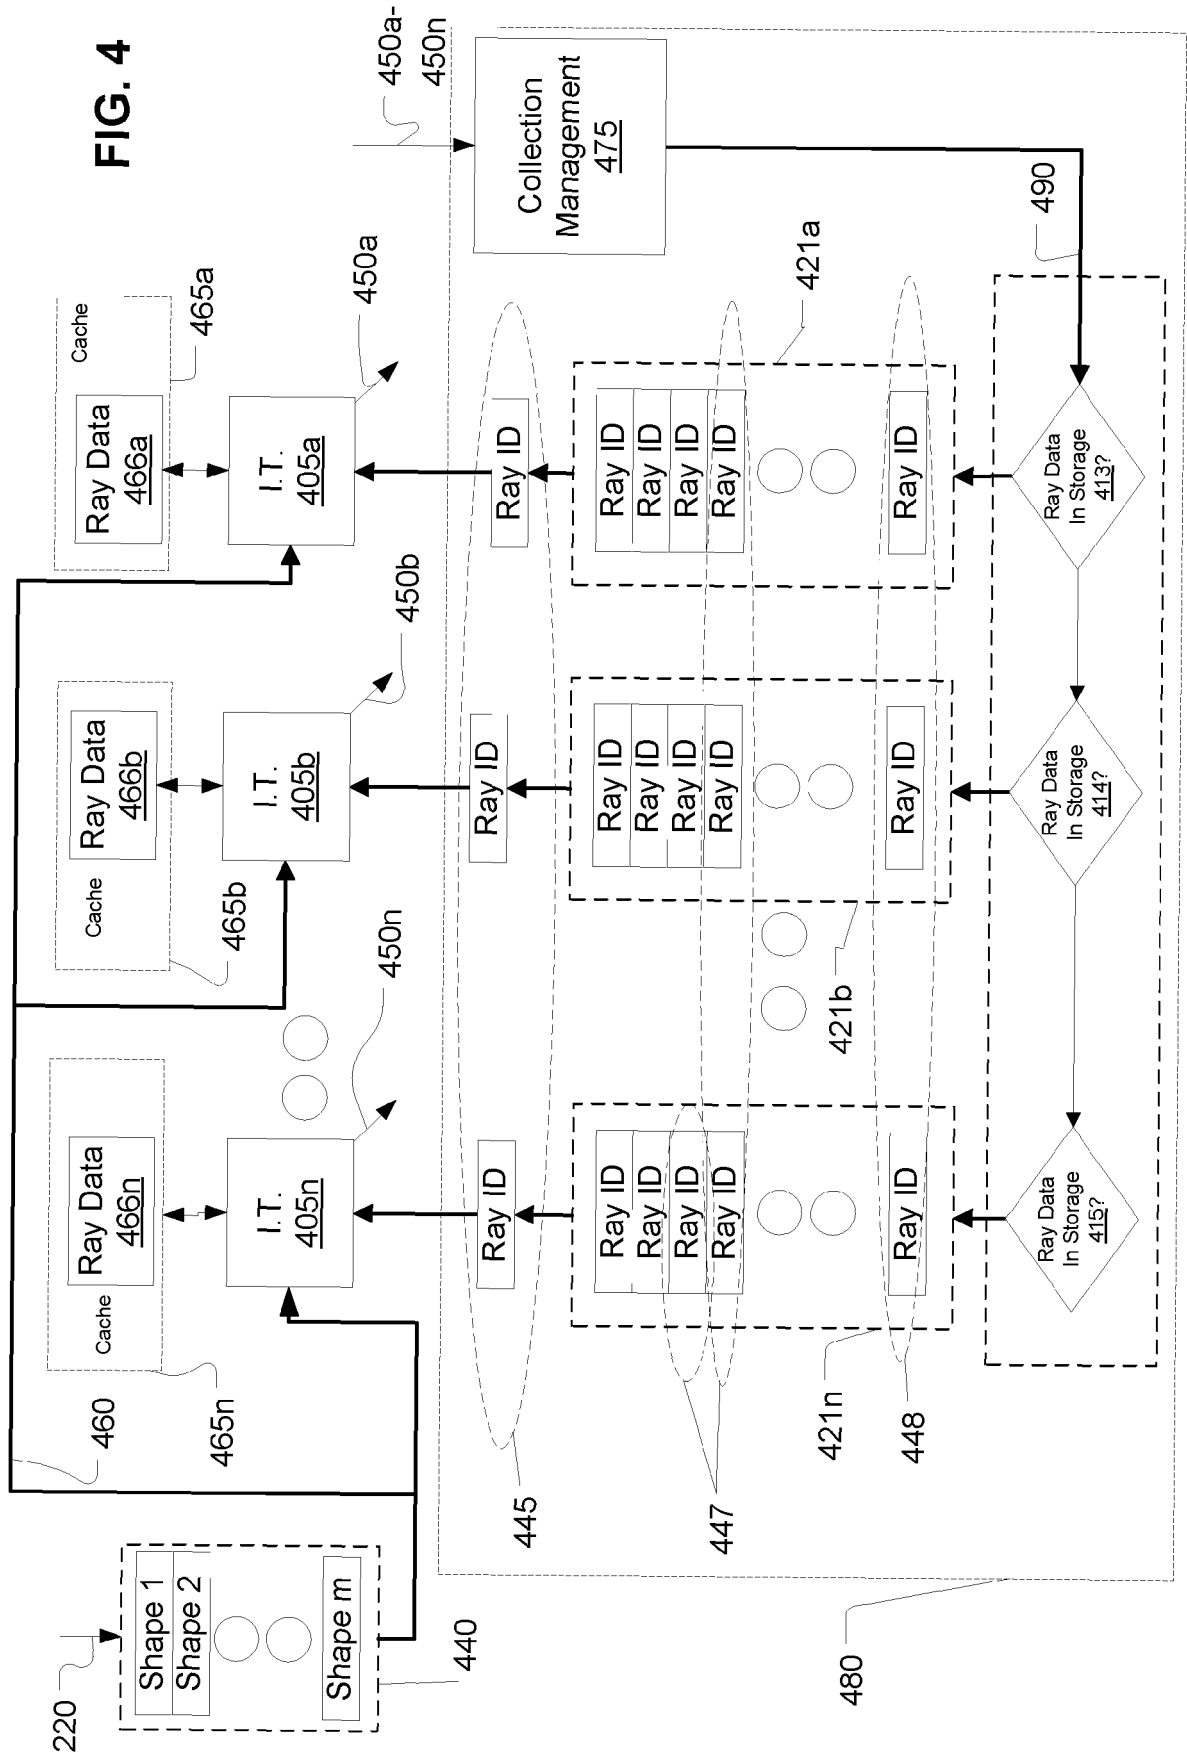 FIG. 4
220
Shape 1
Shape 2
Shape m
440
460
Cache
Ray Data
466n
465n
I.T.
405n
450n
Cache
Ray Data
466b
465b
I.T.
405b
450b
Cache
Ray Data
466a
465a
I.T.
405a
450a
450a-
450n
Collection
Management
475
490
445
Ray ID
Ray ID
Ray ID
447
Ray ID
Ray ID
Ray ID
Ray ID
Ray ID
421n
Ray ID
Ray ID
Ray ID
Ray ID
Ray ID
421b
Ray ID
Ray ID
Ray ID
Ray ID
Ray ID
421a
448
Ray Data
In Storage
415?
Ray Data
In Storage
414?
Ray Data
In Storage
413?
480